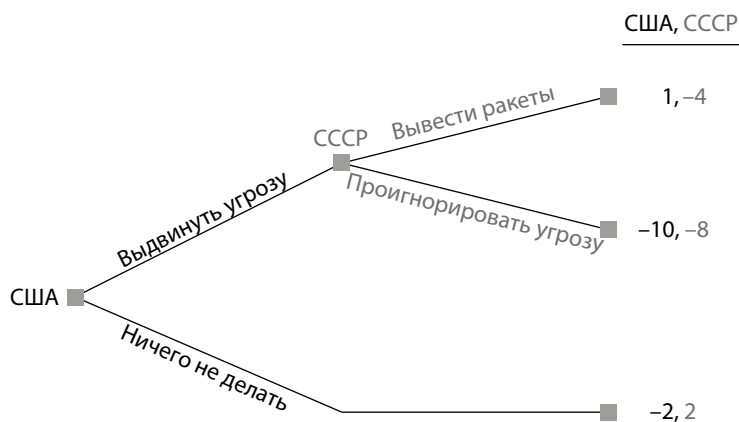 США, СССР
Вывести ракеты
1, –4
СССР
Проигнорировать угрозу
–10, –8
Выдвинуть угрозу
США
Ничего не делать
–2, 2